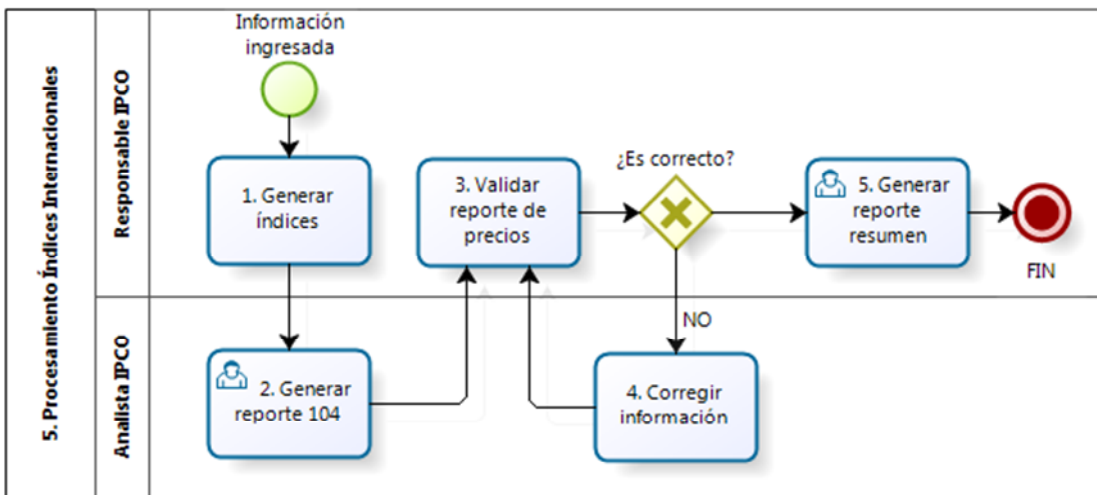 5. Procesamiento Índices Internacionales
Responsable IPCO
Información
ingresada
1. Generar
índices
3. Validar
reporte de
precios
¿Es correcto?
5. Generar
reporte
resumen
FIN
Analista IPCO
2. Generar
reporte 104
NO
4. Corregir
información